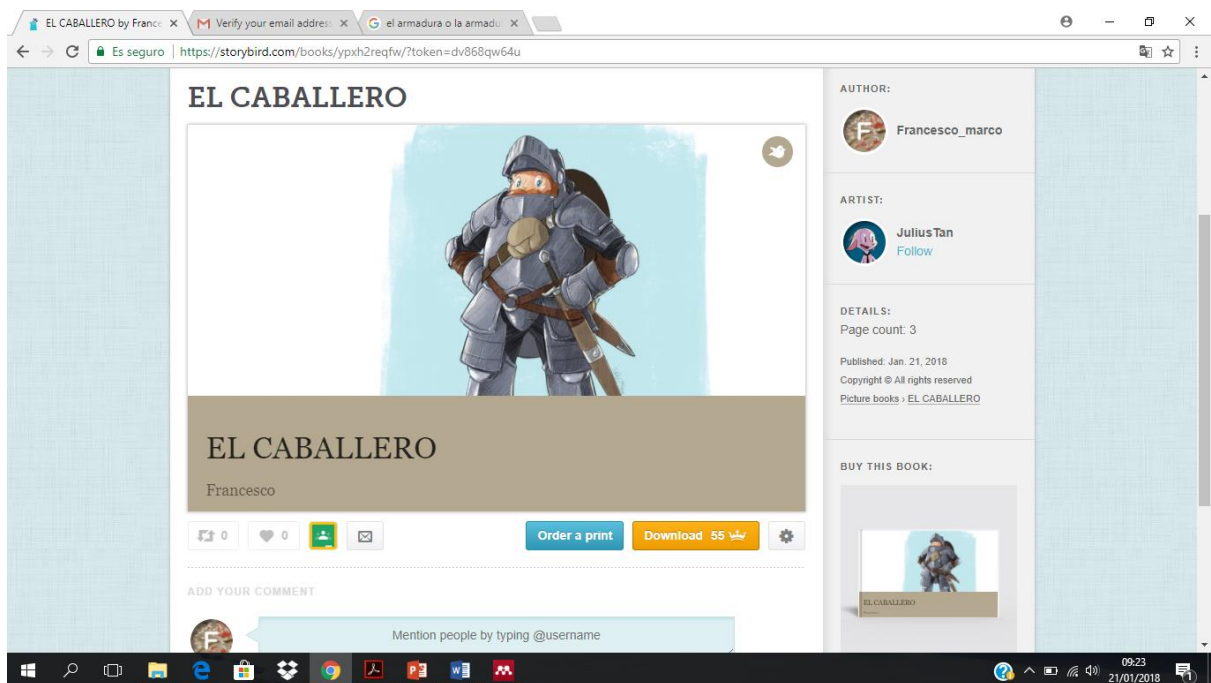 EL CABALLERO by France
Verify your email address
el armadura o la armadu
Es seguro
https://storybird.com/books/ypxh2reqfw/?token=dv868qw64u
EL CABALLERO
EL CABALLERO
Francesco
0
0
Order a print
Download 55
ADD YOUR COMMENT
F
Mention people by typing @username
AUTHOR:
F
Francesco_marco
ARTIST:
JuliusTan
Follow
DETAILS:
Page count: 3
Published: Jan. 21, 2018
Copyright © All rights reserved
Picture books › EL CABALLERO
BUY THIS BOOK:
EL CABALLERO
09:23
21/01/2018